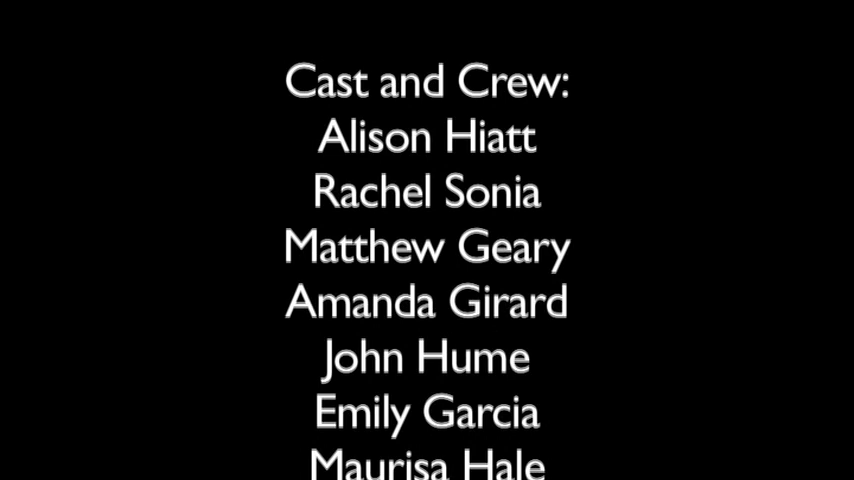 Cast and Crew:
Alison Hiatt
Rachel Sonia
Matthew Geary
Amanda Girard
John Hume
Emily Garcia
Maurisa Hale